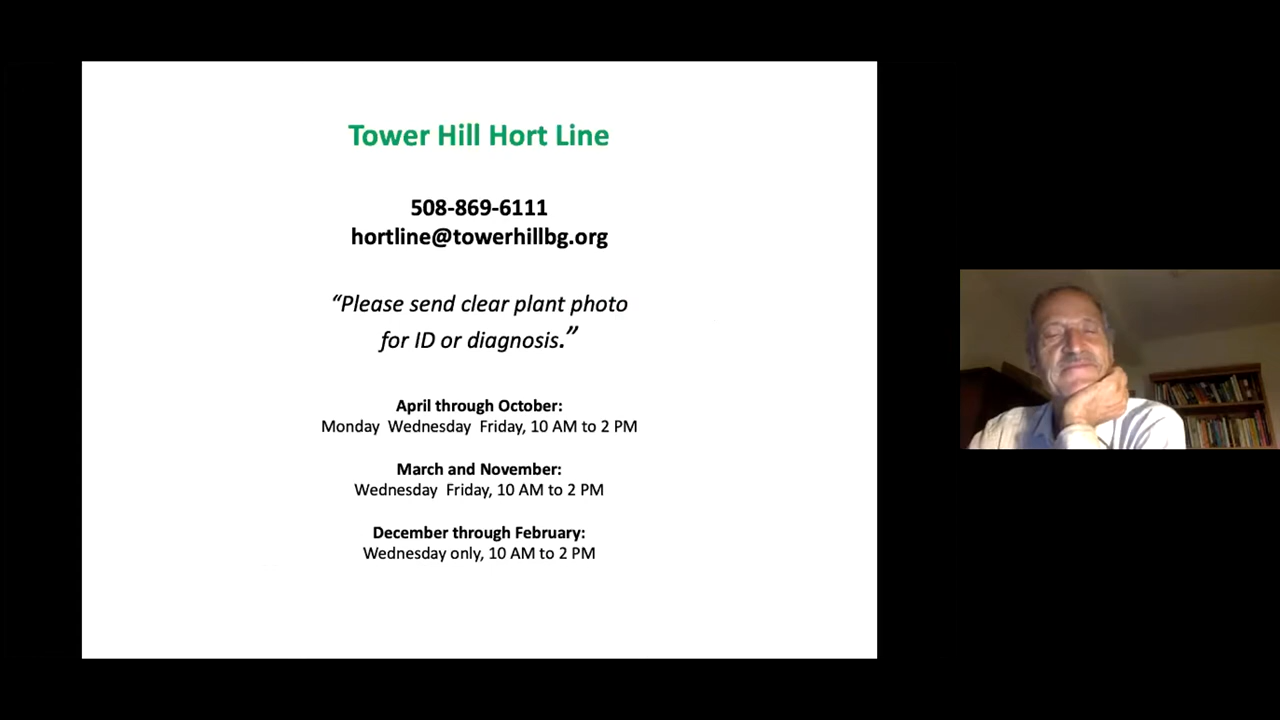 Tower Hill Hort Line
508-869-6111
hortline@towerhillbg.org
“Please send clear plant photo
for ID or diagnosis.”
April through October:
Monday  Wednesday  Friday, 10 AM to 2 PM
March and November:
Wednesday  Friday, 10 AM to 2 PM
December through February:
Wednesday only, 10 AM to 2 PM